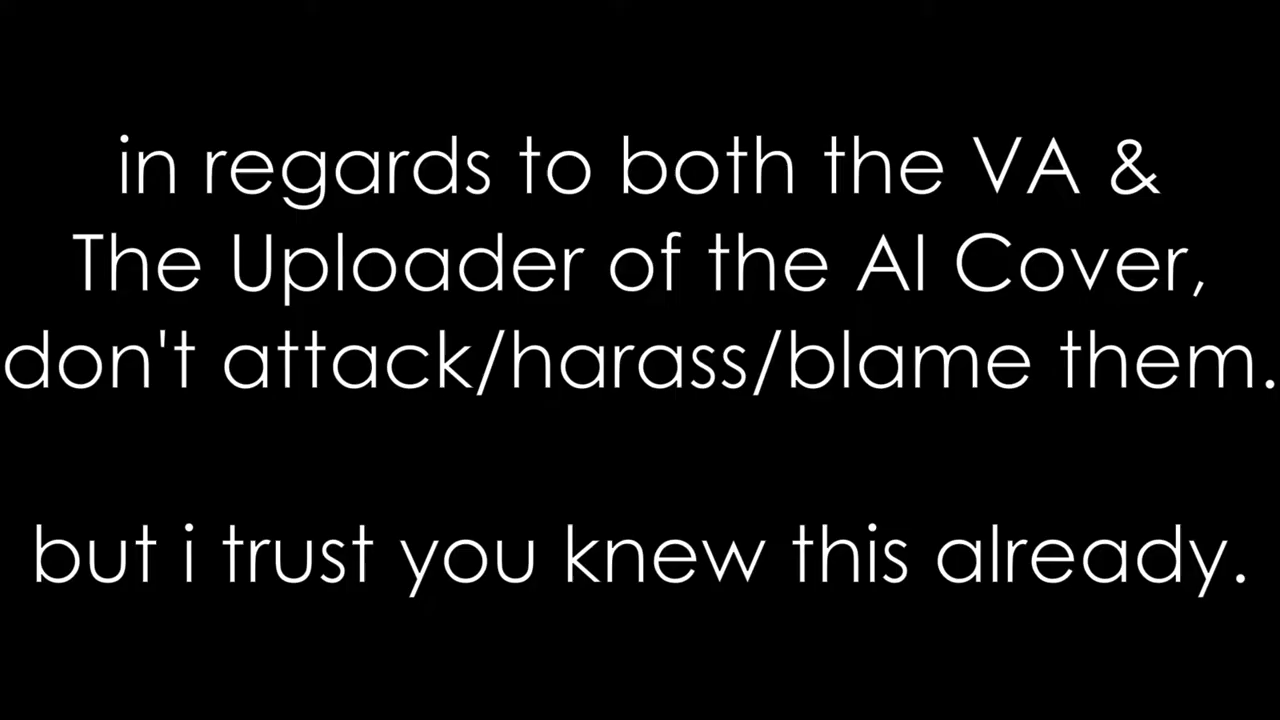 in regards to both the VA &
The Uploader of the AI Cover,
don't attack/harass/blame them.
but i trust you knew this already.